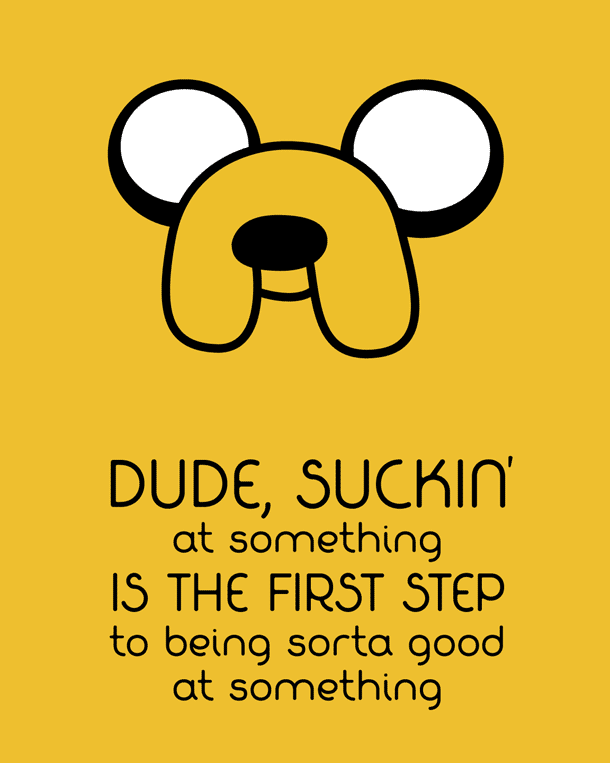 DUDE, SUCKIN'
at something
IS THE FIRST STEP
to being sorta good
at something